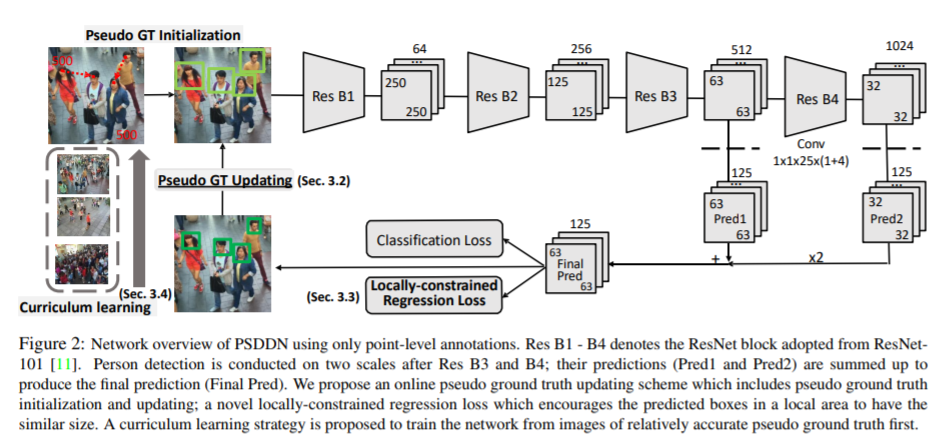 Pseudo GT Initialization
500
500
Res B1
64
...
250
250
Res B2
256
...
125
125
Res B3
512
...
63
63
Res B4
1024
...
32
32
Conv
1x1x25x(1+4)
125
...
63
Pred1
63
125
...
32
Pred2
32
+
x2
125
63
Final
Pred
63
Classification Loss
Locally-constrained
Regression Loss
(Sec. 3.3)
Pseudo GT Updating (Sec. 3.2)
(Sec. 3.4)
Curriculum learning
Figure 2: Network overview of PSDDN using only point-level annotations. Res B1 - B4 denotes the ResNet block adopted from ResNet-
101 [11]. Person detection is conducted on two scales after Res B3 and B4; their predictions (Pred1 and Pred2) are summed up to
produce the final prediction (Final Pred). We propose an online pseudo ground truth updating scheme which includes pseudo ground truth
initialization and updating; a novel locally-constrained regression loss which encourages the predicted boxes in a local area to have the
similar size. A curriculum learning strategy is proposed to train the network from images of relatively accurate pseudo ground truth first.